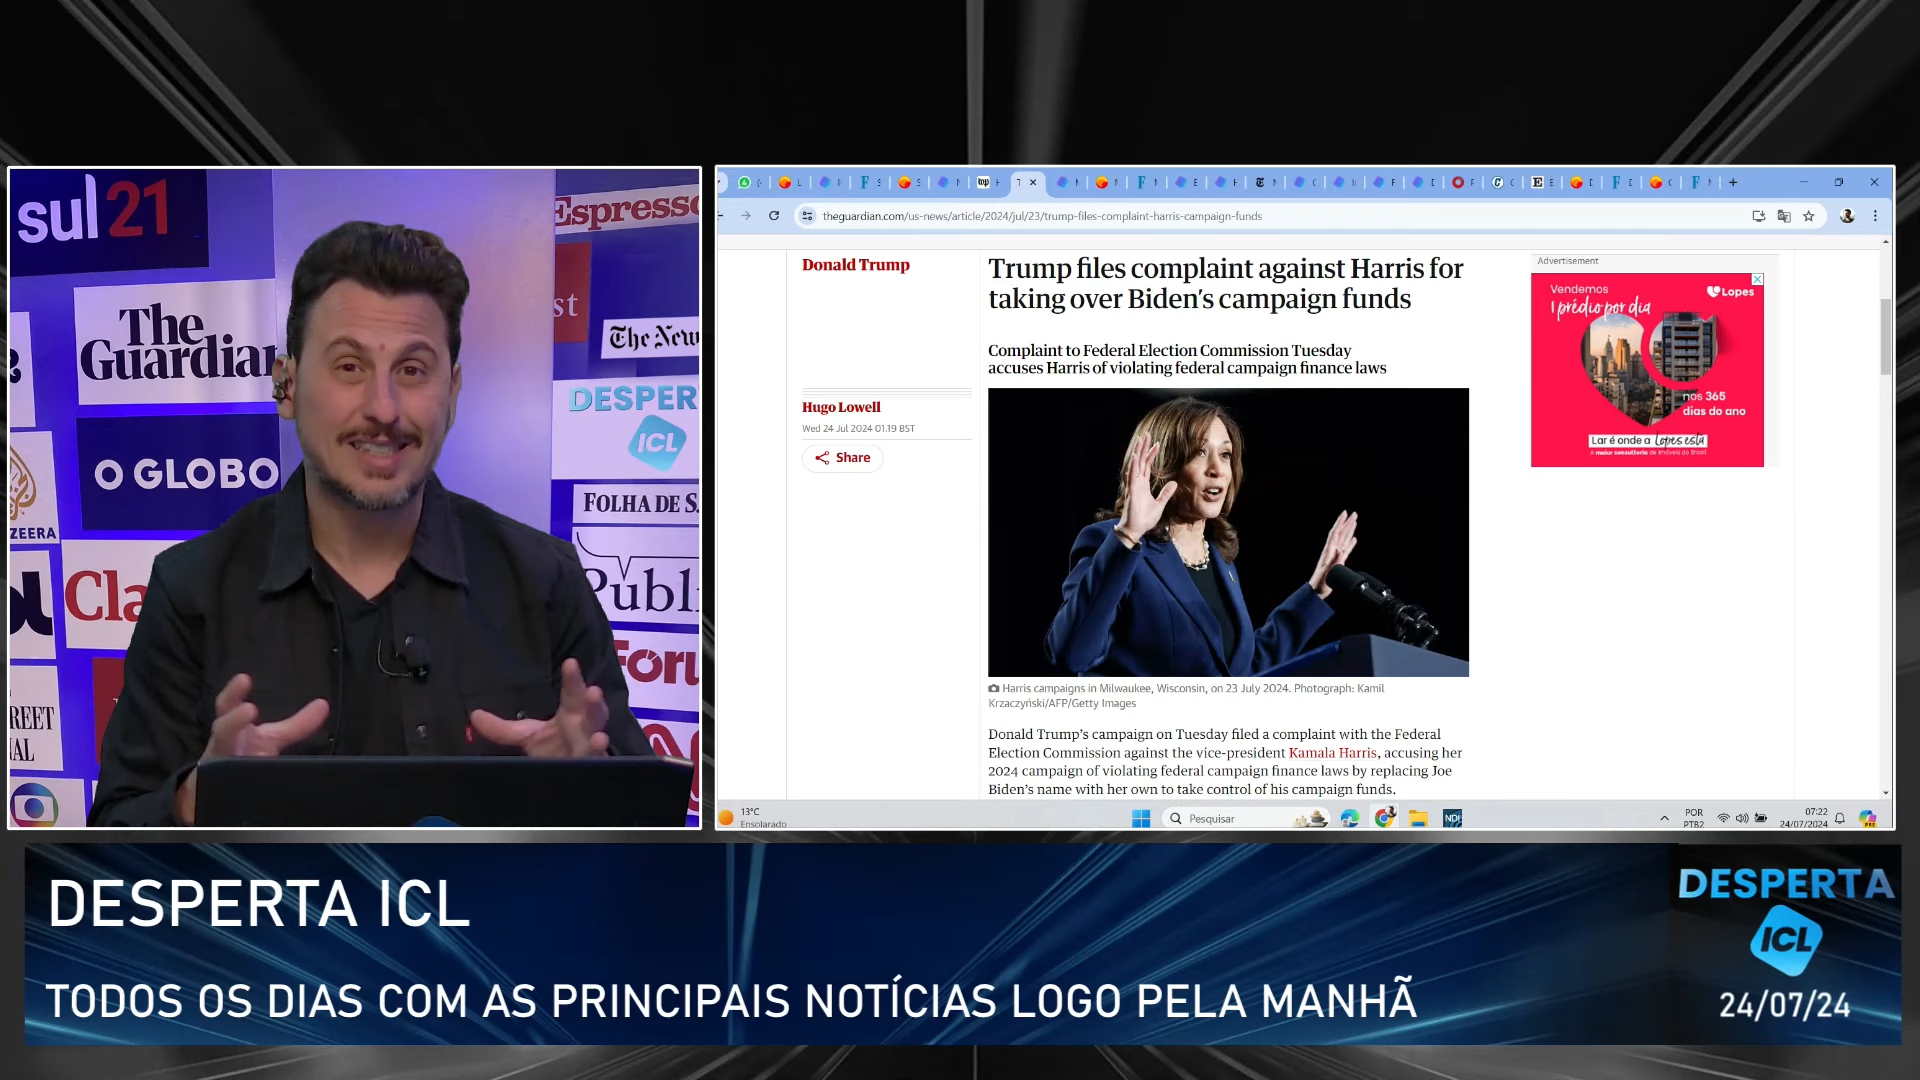 sul21
Espresso
The
Guardian
The New
DESPER
ICL
O GLOBO
ZEERA
FOLHA DE S.
Publi
Cla
Foru
REET
theguardian.com/us-news/article/2024/jul/23/trump-files-complaint-harris-campaign-funds
Donald Trump
Trump files complaint against Harris for
taking over Biden's campaign funds
Complaint to Federal Election Commission Tuesday
accuses Harris of violating federal campaign finance laws
Hugo Lowell
Wed 24 Jul 2024 01.19 BST
Share
Harris campaigns in Milwaukee, Wisconsin, on 23 July 2024. Photograph: Kamil
Krzaczyński/AFP/Getty Images
Donald Trump's campaign on Tuesday filed a complaint with the Federal
Election Commission against the vice-president Kamala Harris, accusing her
2024 campaign of violating federal campaign finance laws by replacing Joe
Biden's name with her own to take control of his campaign funds.
Advertisement
Vendemos
1 prédio por dia
Lopes
nos 365
dias do ano
Lar é onde a Lopes está
A maior consultoria de imóveis do Brasil
13°C
Ensolarado
Pesquisar
POR
PTB2
07:22
24/07/2024
DESPERTA ICL
TODOS OS DIAS COM AS PRINCIPAIS NOTÍCIAS LOGO PELA MANHÃ
DESPERTA
ICL
24/07/24